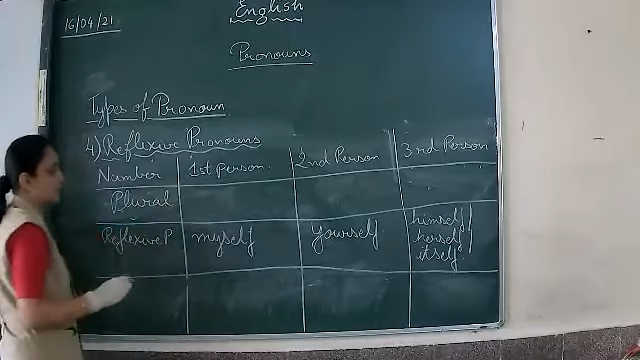 16/04/21
English
Pronouns
Types of Pronoun
4) Reflexive Pronouns
Number 1st person. 2nd Person 3rd Person
Plurial
Reflexive P myself yourself himself/
herself/
itself.